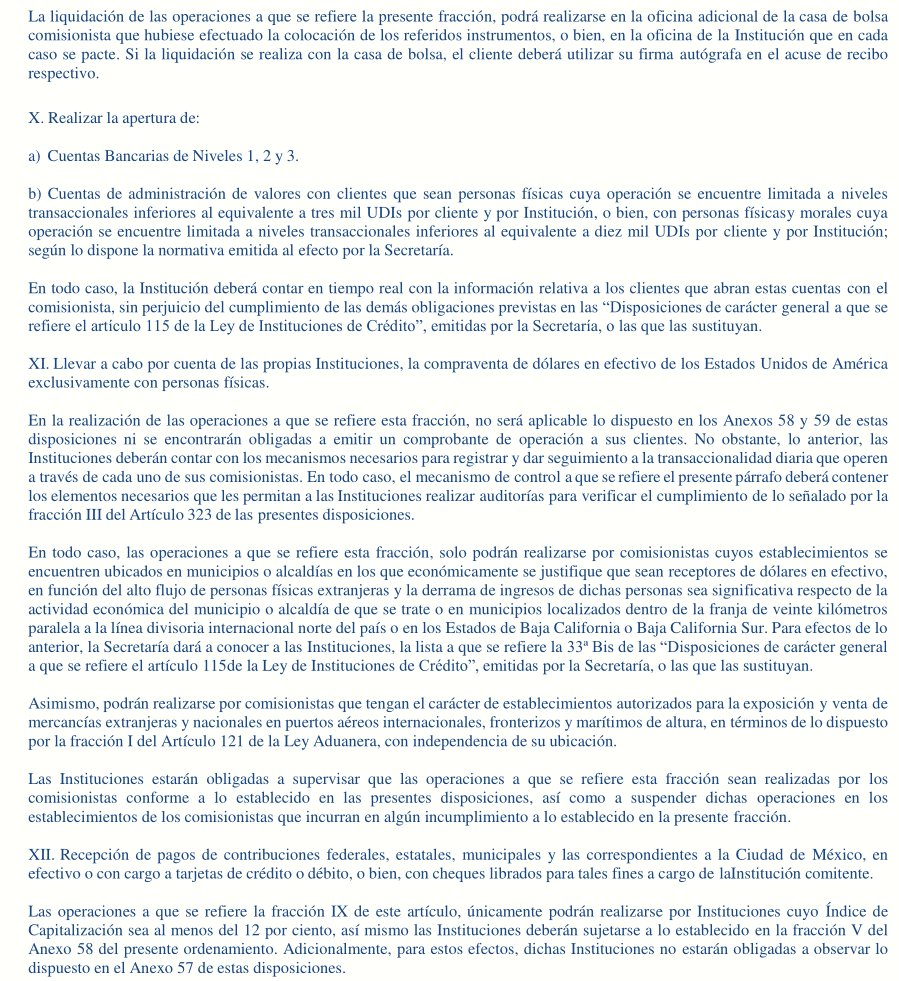 La liquidación de las operaciones a que se refiere la presente fracción, podrá realizarse en la oficina adicional de la casa de bolsa
comisionista que hubiese efectuado la colocación de los referidos instrumentos, o bien, en la oficina de la Institución que en cada
caso se pacte. Si la liquidación se realiza con la casa de bolsa, el cliente deberá utilizar su firma autógrafa en el acuse de recibo
respectivo.
X. Realizar la apertura de:
a) Cuentas Bancarias de Niveles 1, 2 y 3.
b) Cuentas de administración de valores con clientes que sean personas físicas cuya operación se encuentre limitada a niveles
transaccionales inferiores al equivalente a tres mil UDIs por cliente y por Institución, o bien, con personas físicasy morales cuya
operación se encuentre limitada a niveles transaccionales inferiores al equivalente a diez mil UDIs por cliente y por Institución;
según lo dispone la normativa emitida al efecto por la Secretaría.
En todo caso, la Institución deberá contar en tiempo real con la información relativa a los clientes que abran estas cuentas con el
comisionista, sin perjuicio del cumplimiento de las demás obligaciones previstas en las “Disposiciones de carácter general a que se
refiere el artículo 115 de la Ley de Instituciones de Crédito”, emitidas por la Secretaría, o las que las sustituyan.
XI. Llevar a cabo por cuenta de las propias Instituciones, la compraventa de dólares en efectivo de los Estados Unidos de América
exclusivamente con personas físicas.
En la realización de las operaciones a que se refiere esta fracción, no será aplicable lo dispuesto en los Anexos 58 y 59 de estas
disposiciones ni se encontrarán obligadas a emitir un comprobante de operación a sus clientes. No obstante, lo anterior, las
Instituciones deberán contar con los mecanismos necesarios para registrar y dar seguimiento a la transaccionalidad diaria que operen
a través de cada uno de sus comisionistas. En todo caso, el mecanismo de control a que se refiere el presente párrafo deberá contener
los elementos necesarios que les permitan a las Instituciones realizar auditorías para verificar el cumplimiento de lo señalado por la
fracción III del Artículo 323 de las presentes disposiciones.
En todo caso, las operaciones a que se refiere esta fracción, solo podrán realizarse por comisionistas cuyos establecimientos se
encuentren ubicados en municipios o alcaldías en los que económicamente se justifique que sean receptores de dólares en efectivo,
en función del alto flujo de personas físicas extranjeras y la derrama de ingresos de dichas personas sea significativa respecto de la
actividad económica del municipio o alcaldía de que se trate o en municipios localizados dentro de la franja de veinte kilómetros
paralela a la línea divisoria internacional norte del país o en los Estados de Baja California o Baja California Sur. Para efectos de lo
anterior, la Secretaría dará a conocer a las Instituciones, la lista a que se refiere la 33ª Bis de las “Disposiciones de carácter general
a que se refiere el artículo 115de la Ley de Instituciones de Crédito”, emitidas por la Secretaría, o las que las sustituyan.
Asimismo, podrán realizarse por comisionistas que tengan el carácter de establecimientos autorizados para la exposición y venta de
mercancías extranjeras y nacionales en puertos aéreos internacionales, fronterizos y marítimos de altura, en términos de lo dispuesto
por la fracción I del Artículo 121 de la Ley Aduanera, con independencia de su ubicación.
Las Instituciones estarán obligadas a supervisar que las operaciones a que se refiere esta fracción sean realizadas por los
comisionistas conforme a lo establecido en las presentes disposiciones, así como a suspender dichas operaciones en los
establecimientos de los comisionistas que incurran en algún incumplimiento a lo establecido en la presente fracción.
XII. Recepción de pagos de contribuciones federales, estatales, municipales y las correspondientes a la Ciudad de México, en
efectivo o con cargo a tarjetas de crédito o débito, o bien, con cheques librados para tales fines a cargo de laInstitución comitente.
Las operaciones a que se refiere la fracción IX de este artículo, únicamente podrán realizarse por Instituciones cuyo Índice de
Capitalización sea al menos del 12 por ciento, así mismo las Instituciones deberán sujetarse a lo establecido en la fracción V del
Anexo 58 del presente ordenamiento. Adicionalmente, para estos efectos, dichas Instituciones no estarán obligadas a observar lo
dispuesto en el Anexo 57 de estas disposiciones.